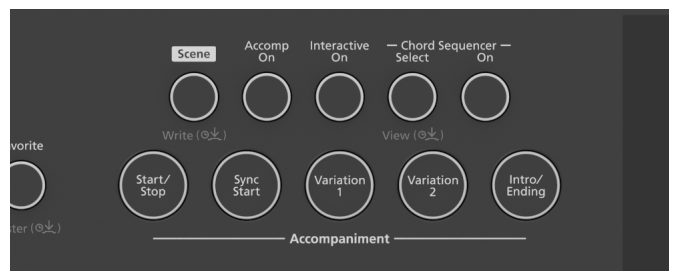 Scene
Accomp
On
Interactive
On
Chord Sequencer
Select
On
Write
View
vorite
Start/
Stop
Sync
Start
Variation
1
Variation
2
Intro/
Ending
ster
Accompaniment